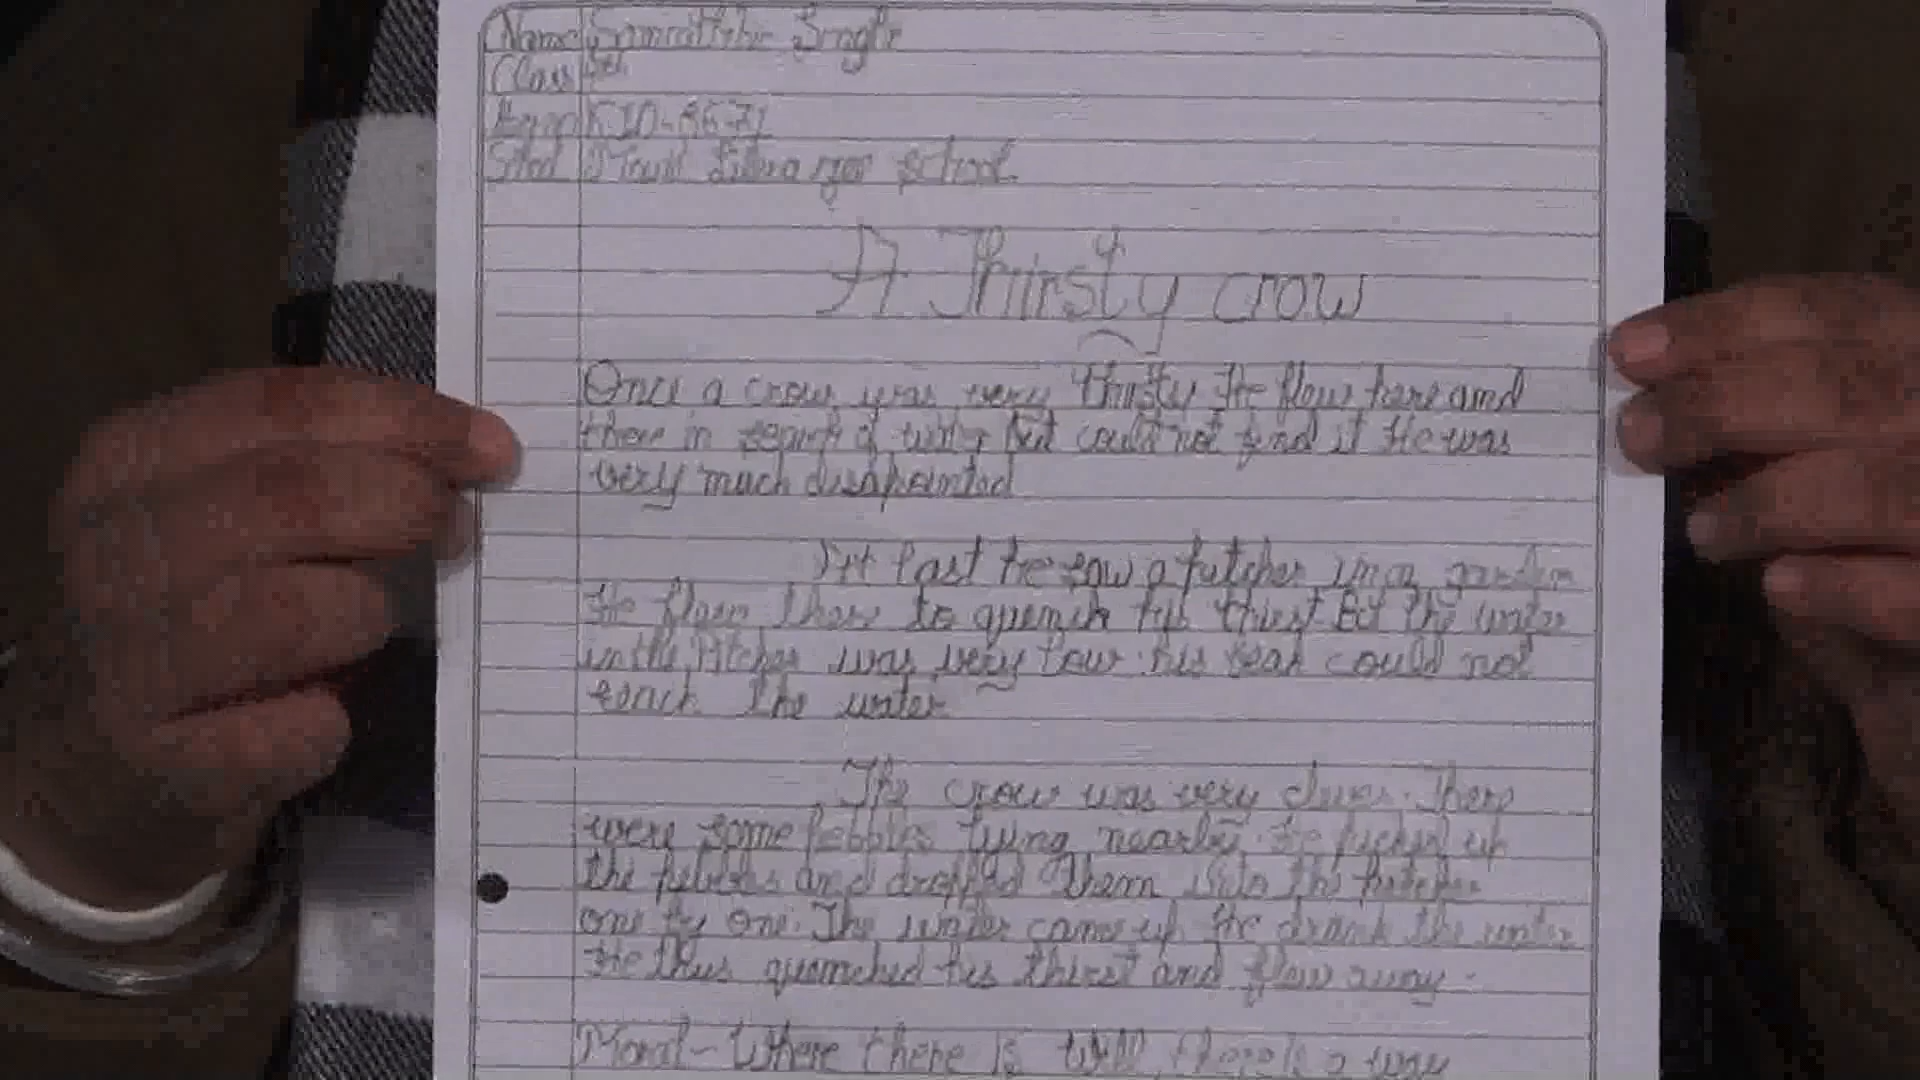 Name Singh
Class 4th
School school
A Thirsty crow
Once a crow was very thirsty He flew here and
there in search of water but could not find it He was
very much disapointed
At last he saw a pitcher in a garden
He flew there to quench his thirst But the water
in the Pitcher was very low. his beak could not
reach the water
The crow was very clever. There
were some pebbles lying nearby. He picked up
the pebbles and dropped them into the pitcher
one by one. The water came up He drank the water
He thus quenched his thirst and flew away.
Moral - Where there is will there is a way